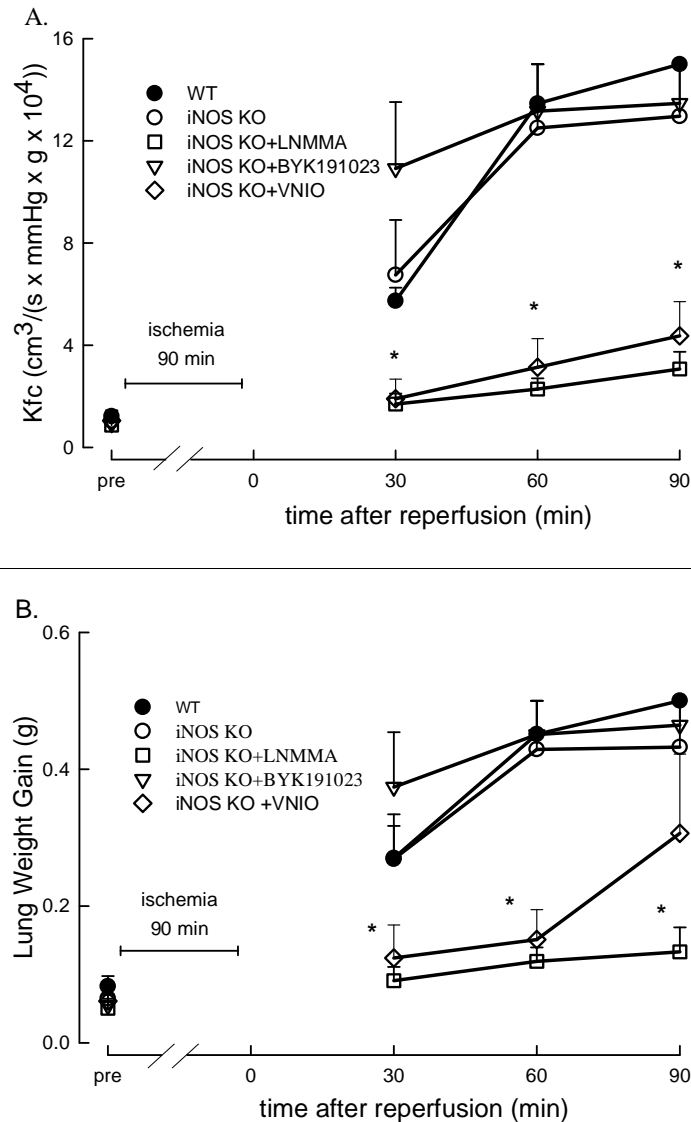 A.
16
12
8
4
0
Kfc (cm3/(s x mmHg x g x 104))
WT
iNOS KO
iNOS KO+LNMMA
iNOS KO+BYK191023
iNOS KO+VNIO
ischemia
90 min
*
*
*
pre
0
30
60
90
time after reperfusion (min)
B.
0.6
0.4
0.2
0.0
Lung Weight Gain (g)
WT
iNOS KO
iNOS KO+LNMMA
iNOS KO+BYK191023
iNOS KO +VNIO
ischemia
90 min
*
*
*
pre
0
30
60
90
time after reperfusion (min)